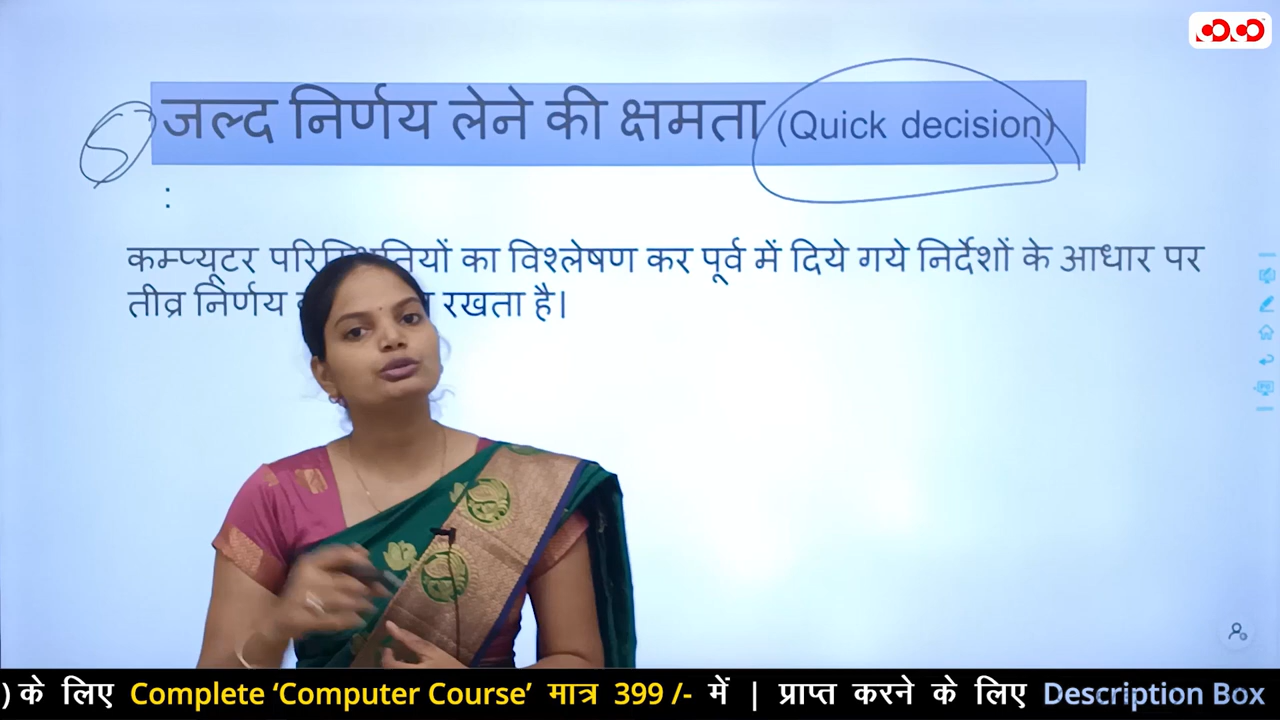 5
जल्द निर्णय लेने की क्षमता (Quick decision)
:
कम्प्यूटर परिस्थितियों का विश्लेषण कर पूर्व में दिये गये निर्देशों के आधार पर
तीव्र निर्णय रखता है।
) के लिए Complete ‘Computer Course’ मात्र 399 /- में | प्राप्त करने के लिए Description Box